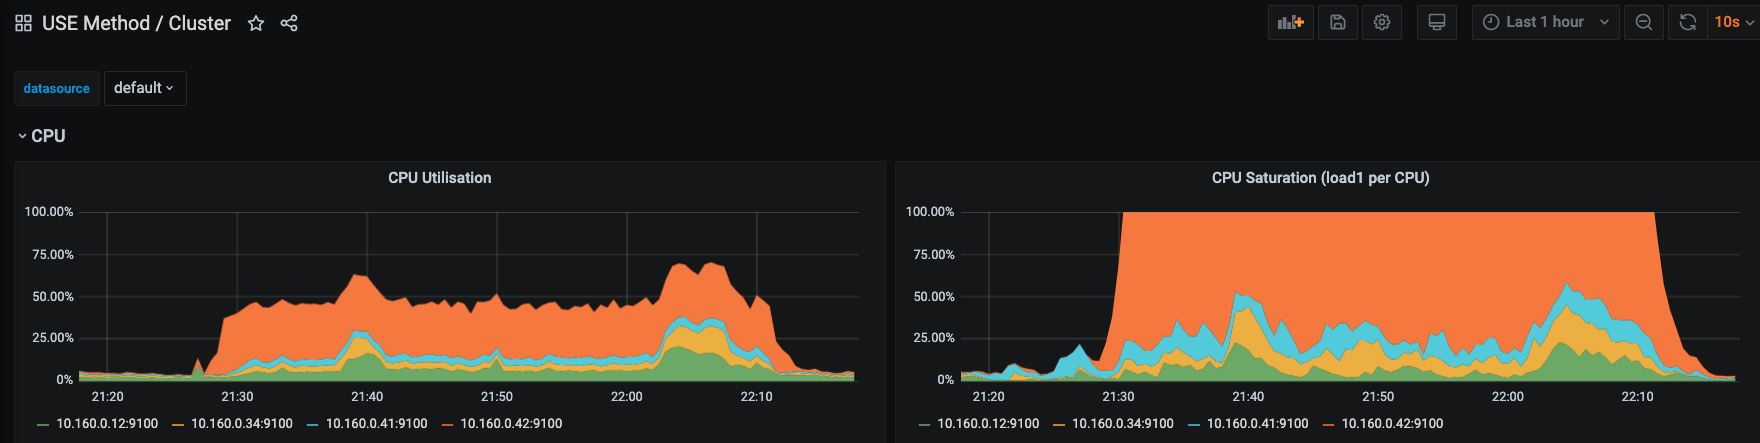 USE Method / Cluster
Last 1 hour
10s
datasource
default
CPU
CPU Utilisation
100.00%
75.00%
50.00%
25.00%
0%
21:20 21:30 21:40 21:50 22:00 22:10
10.160.0.12:9100 10.160.0.34:9100 10.160.0.41:9100 10.160.0.42:9100
CPU Saturation (load1 per CPU)
100.00%
75.00%
50.00%
25.00%
0%
21:20 21:30 21:40 21:50 22:00 22:10
10.160.0.12:9100 10.160.0.34:9100 10.160.0.41:9100 10.160.0.42:9100